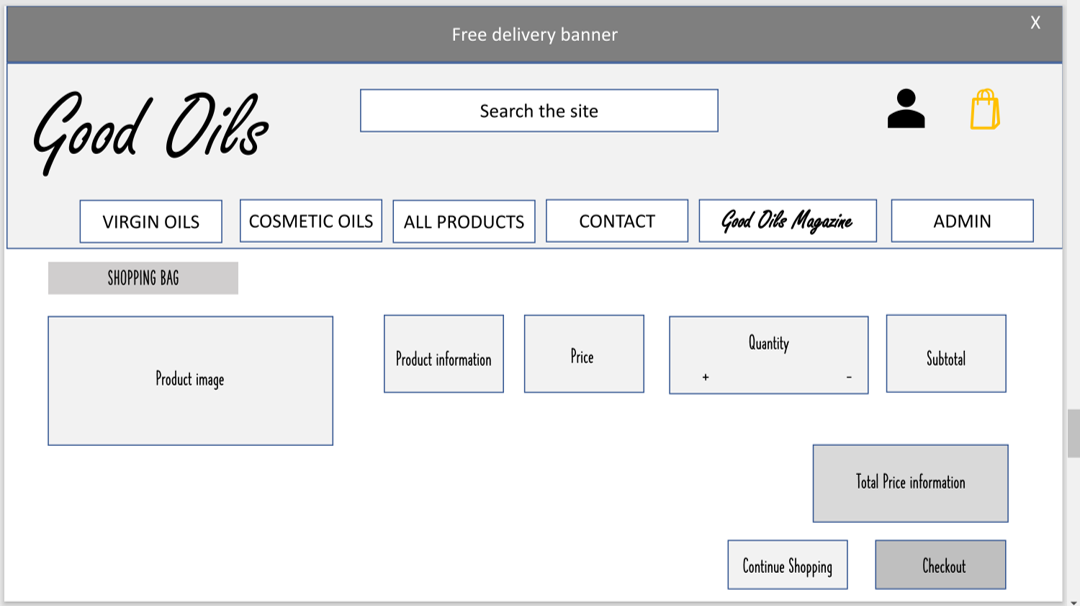 Free delivery banner
X
Good Oils
Search the site
VIRGIN OILS
COSMETIC OILS
ALL PRODUCTS
CONTACT
Good Oils Magazine
ADMIN
SHOPPING BAG
Product image
Product information
Price
Quantity
+ -
Subtotal
Total Price information
Continue Shopping
Checkout